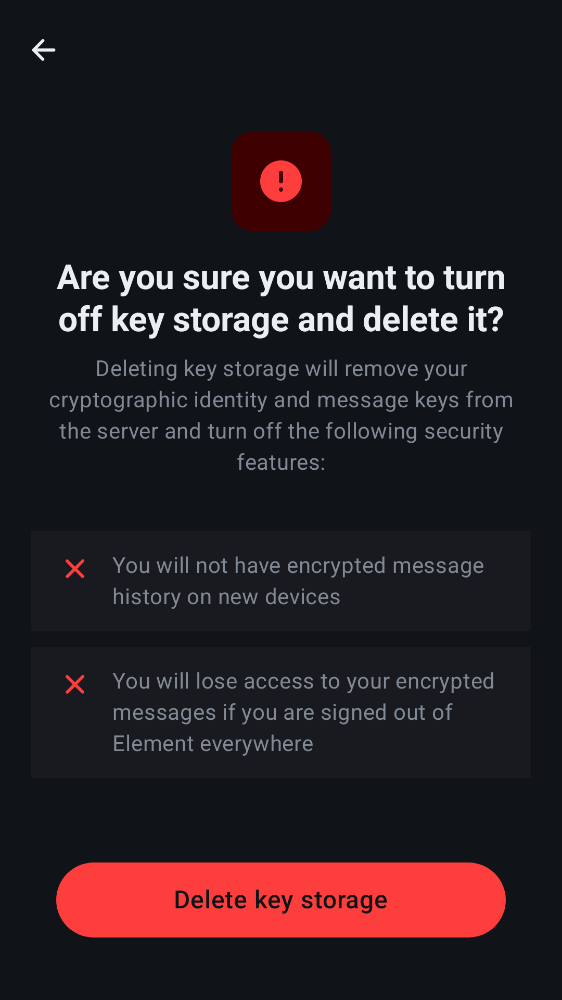 Are you sure you want to turn
off key storage and delete it?
Deleting key storage will remove your
cryptographic identity and message keys from
the server and turn off the following security
features:
You will not have encrypted message
history on new devices
You will lose access to your encrypted
messages if you are signed out of
Element everywhere
Delete key storage